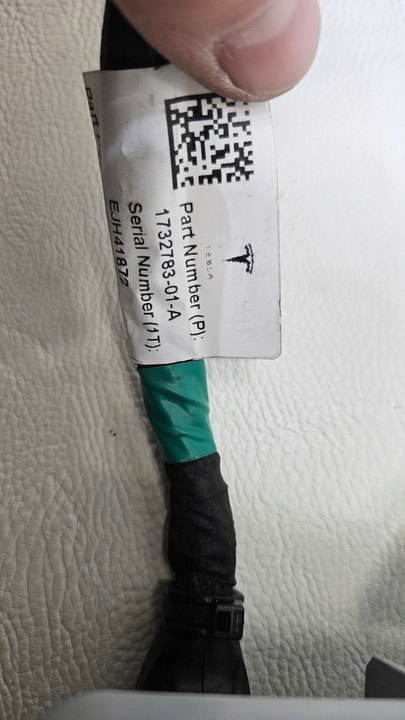 TESLA
Part Number (P):
1732783-01-A
Serial Number (1T):
EJH41872